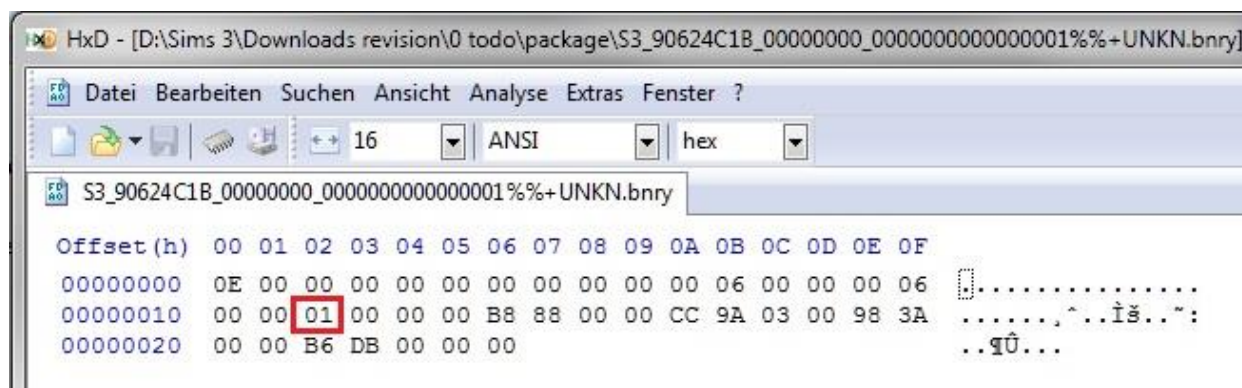 HxD - [D:\Sims 3\Downloads revision\0 todo\package\S3_90624C1B_00000000_0000000000000001%%+UNKN.bnry]
Datei Bearbeiten Suchen Ansicht Analyse Extras Fenster ?
16 ANSI hex
S3_90624C1B_00000000_0000000000000001%%+UNKN.bnry
Offset(h) 00 01 02 03 04 05 06 07 08 09 0A 0B 0C 0D 0E 0F
00000000 0E 00 00 00 00 00 00 00 00 00 00 06 00 00 00 06 ................
00000010 00 00 01 00 00 00 B8 88 00 00 CC 9A 03 00 98 3A ......¸ˆ..Ìš..˜:
00000020 00 00 B6 DB 00 00 00 ..¶Û...